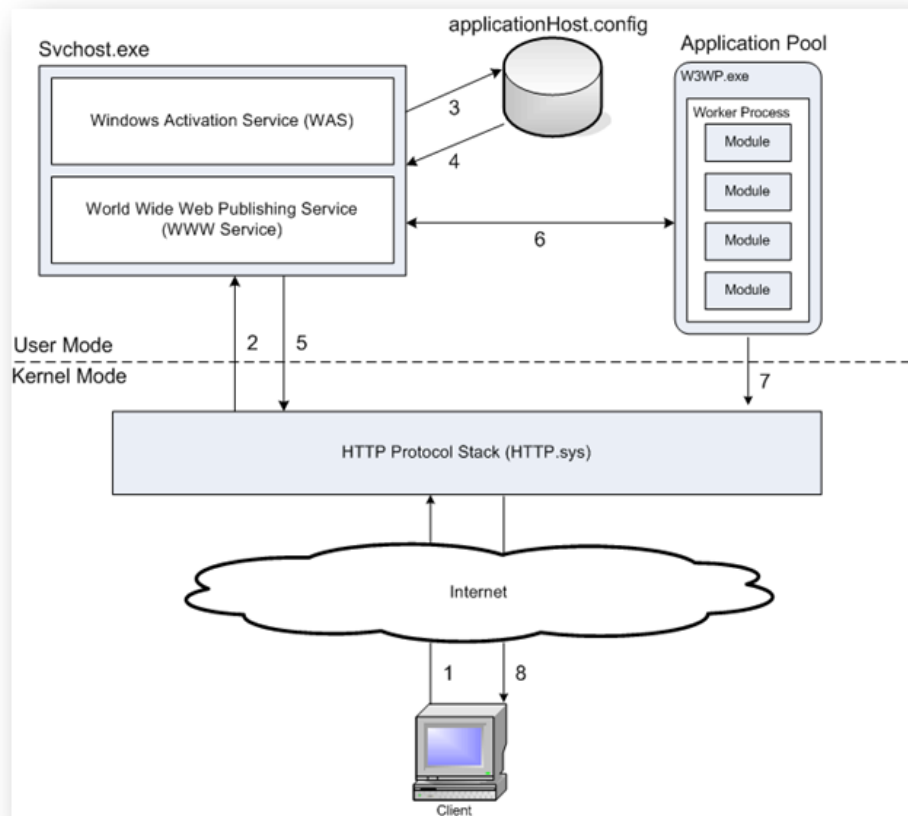 applicationHost.config
Svchost.exe
Application Pool
W3WP.exe
Windows Activation Service (WAS)
3
Worker Process
Module
4
Module
World Wide Web Publishing Service
(WWW Service)
6
Module
Module
User Mode
2
5
Kernel Mode
7
HTTP Protocol Stack (HTTP.sys)
Internet
1
8
Client